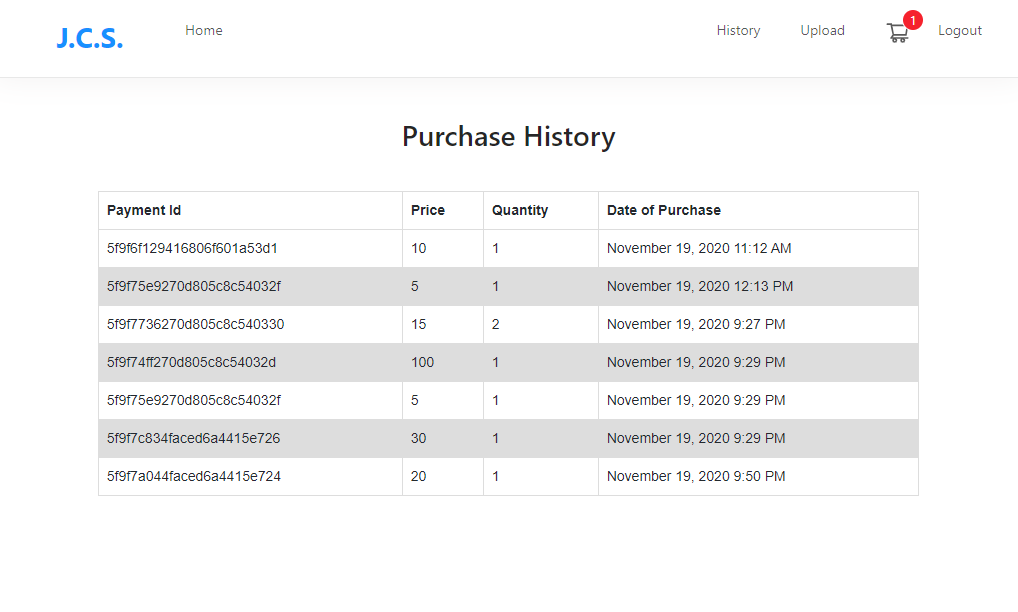 J.C.S. Home History Upload 1 Logout
Purchase History
Payment Id Price Quantity Date of Purchase
5f9f6f129416806f601a53d1 10 1 November 19, 2020 11:12 AM
5f9f75e9270d805c8c54032f 5 1 November 19, 2020 12:13 PM
5f9f7736270d805c8c540330 15 2 November 19, 2020 9:27 PM
5f9f74ff270d805c8c54032d 100 1 November 19, 2020 9:29 PM
5f9f75e9270d805c8c54032f 5 1 November 19, 2020 9:29 PM
5f9f7c834faced6a4415e726 30 1 November 19, 2020 9:29 PM
5f9f7a044faced6a4415e724 20 1 November 19, 2020 9:50 PM